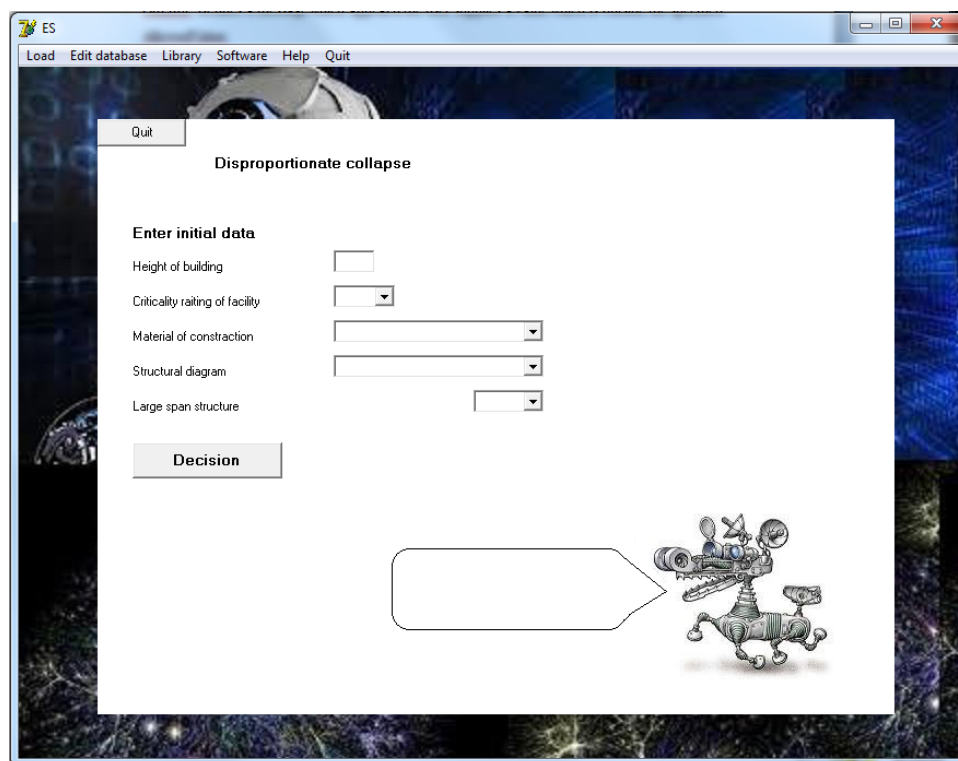 ES
Load Edit database Library Software Help Quit
Quit
Disproportionate collapse
Enter initial data
Height of building
Criticality raiting of facility
Material of constraction
Structural diagram
Large span structure
Decision